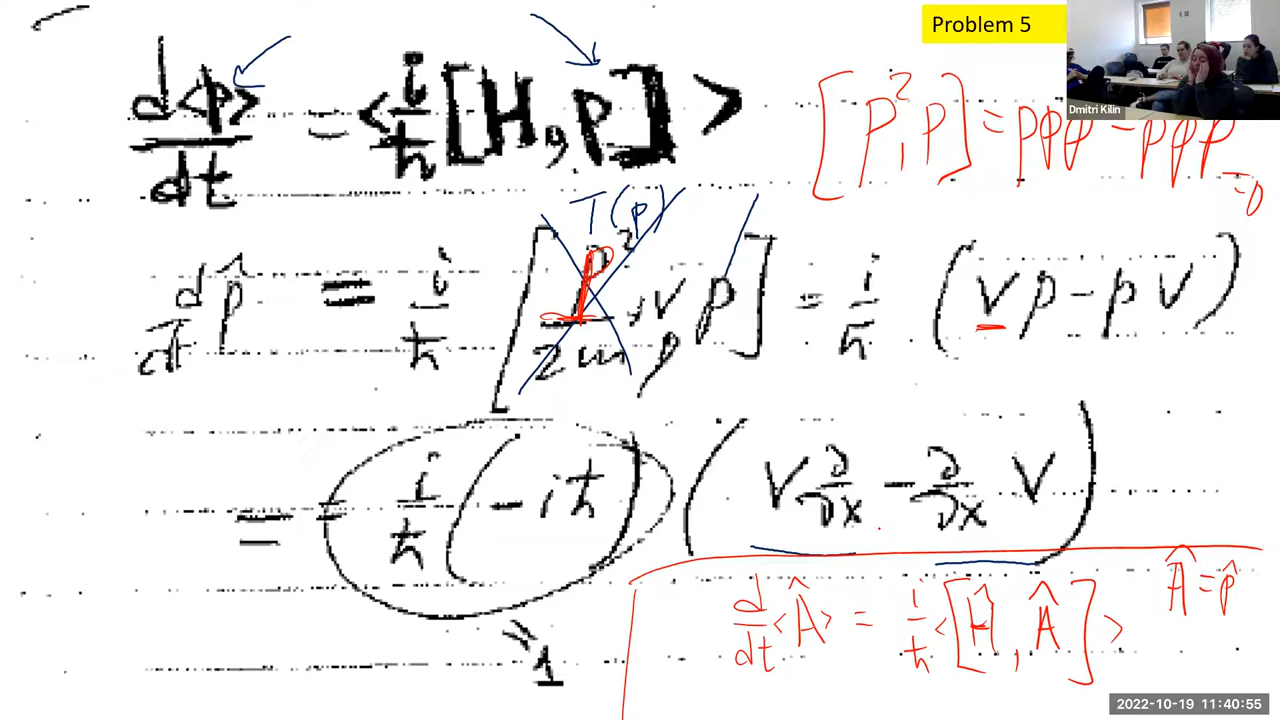 Problem 5
Dmitri Kilin
d<p>/dt = <i/ħ [H, p]>
[p², p] = ppp - ppp = 0
T(p)
d/dt p̂ = i/ħ [p²/2m, V p] = i/ħ (Vp - pV)
= i/ħ (-iħ) (V ∂/∂x - ∂/∂x V)
= 1
d/dt <Â> = i/ħ <[Ĥ, Â]>
Â = p̂
2022-10-19 11:40:55